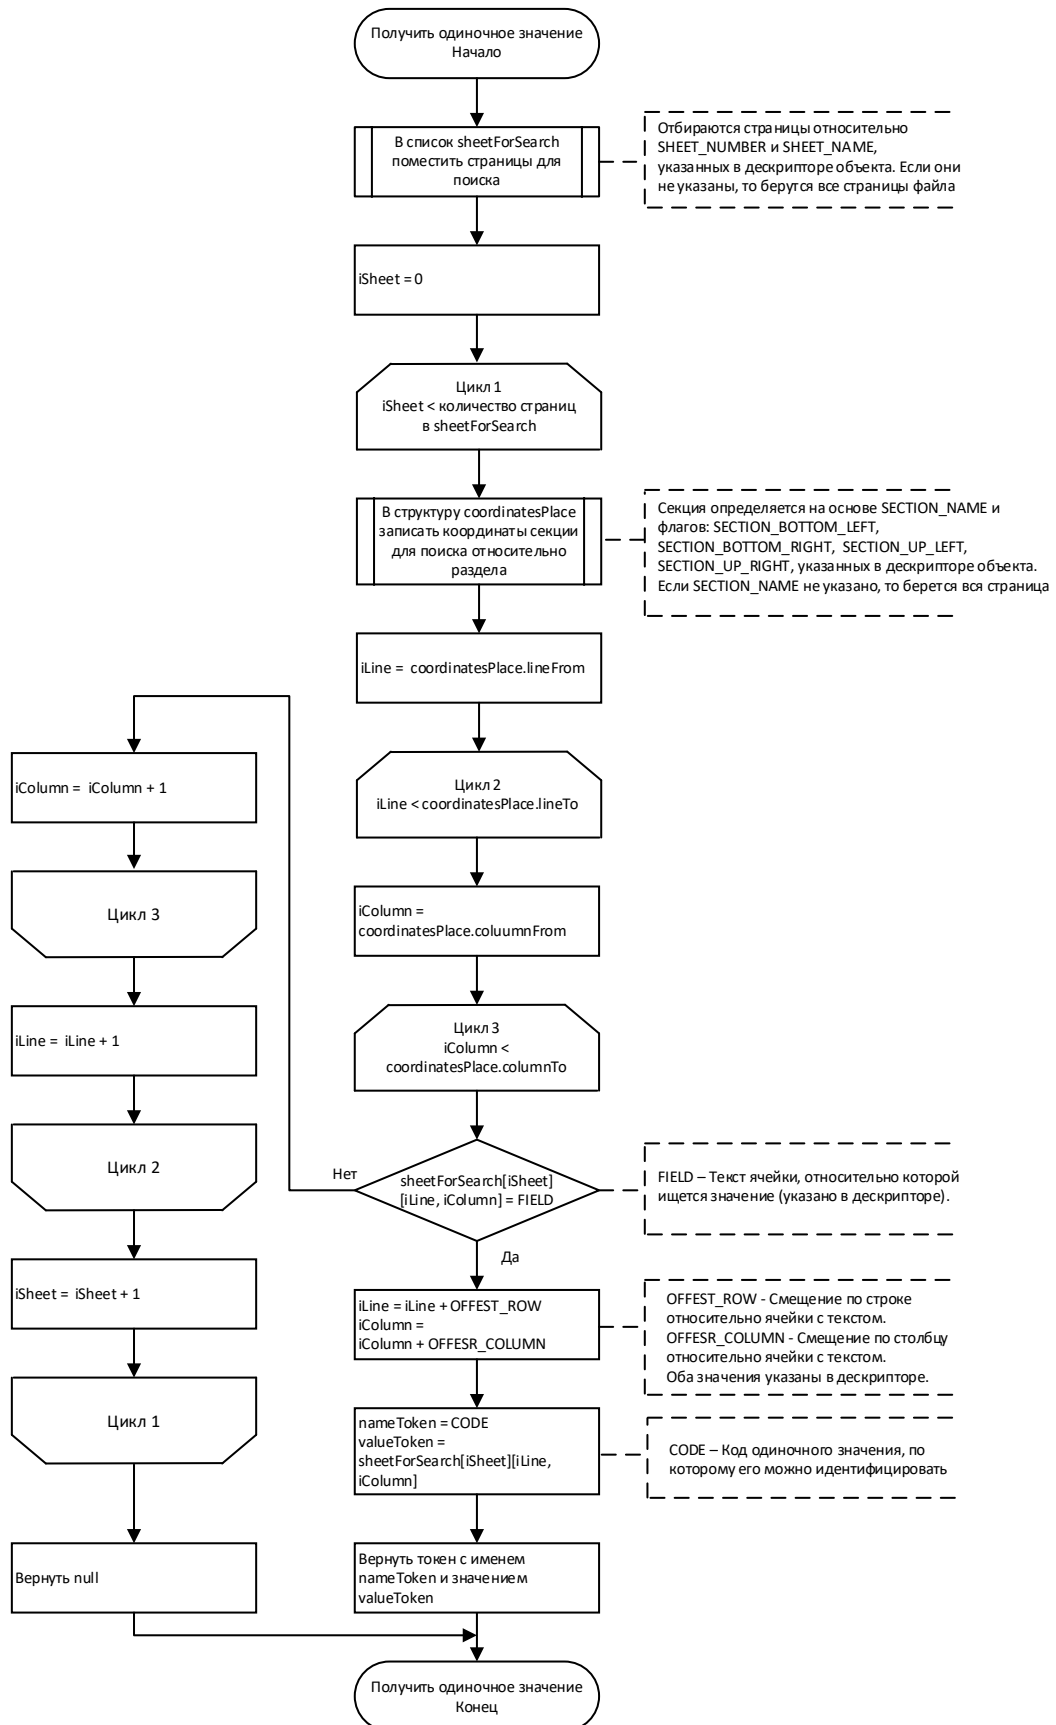 Получить одиночное значение
Начало
В список sheetForSearch
поместить страницы для
поиска
Отбираются страницы относительно
SHEET_NUMBER и SHEET_NAME,
указанных в дескрипторе объекта. Если они
не указаны, то берутся все страницы файла
iSheet = 0
Цикл 1
iSheet < количество страниц
в sheetForSearch
В структуру coordinatesPlace
записать координаты секции
для поиска относительно
раздела
Секция определяется на основе SECTION_NAME и
флагов: SECTION_BOTTOM_LEFT,
SECTION_BOTTOM_RIGHT, SECTION_UP_LEFT,
SECTION_UP_RIGHT, указанных в дескрипторе объекта.
Если SECTION_NAME не указано, то берется вся страница
iLine = coordinatesPlace.lineFrom
Цикл 2
iLine < coordinatesPlace.lineTo
iColumn =
coordinatesPlace.coluumnFrom
Цикл 3
iColumn <
coordinatesPlace.columnTo
sheetForSearch[iSheet]
[iLine, iColumn] = FIELD
Нет
Да
FIELD – Текст ячейки, относительно которой
ищется значение (указано в дескрипторе).
iLine = iLine + OFFEST_ROW
iColumn =
iColumn + OFFESR_COLUMN
OFFEST_ROW - Смещение по строке
относительно ячейки с текстом.
OFFESR_COLUMN - Смещение по столбцу
относительно ячейки с текстом.
Оба значения указаны в дескрипторе.
nameToken = CODE
valueToken =
sheetForSearch[iSheet][iLine,
iColumn]
CODE – Код одиночного значения, по
которому его можно идентифицировать
Вернуть токен с именем
nameToken и значением
valueToken
iColumn = iColumn + 1
Цикл 3
iLine = iLine + 1
Цикл 2
iSheet = iSheet + 1
Цикл 1
Вернуть null
Получить одиночное значение
Конец